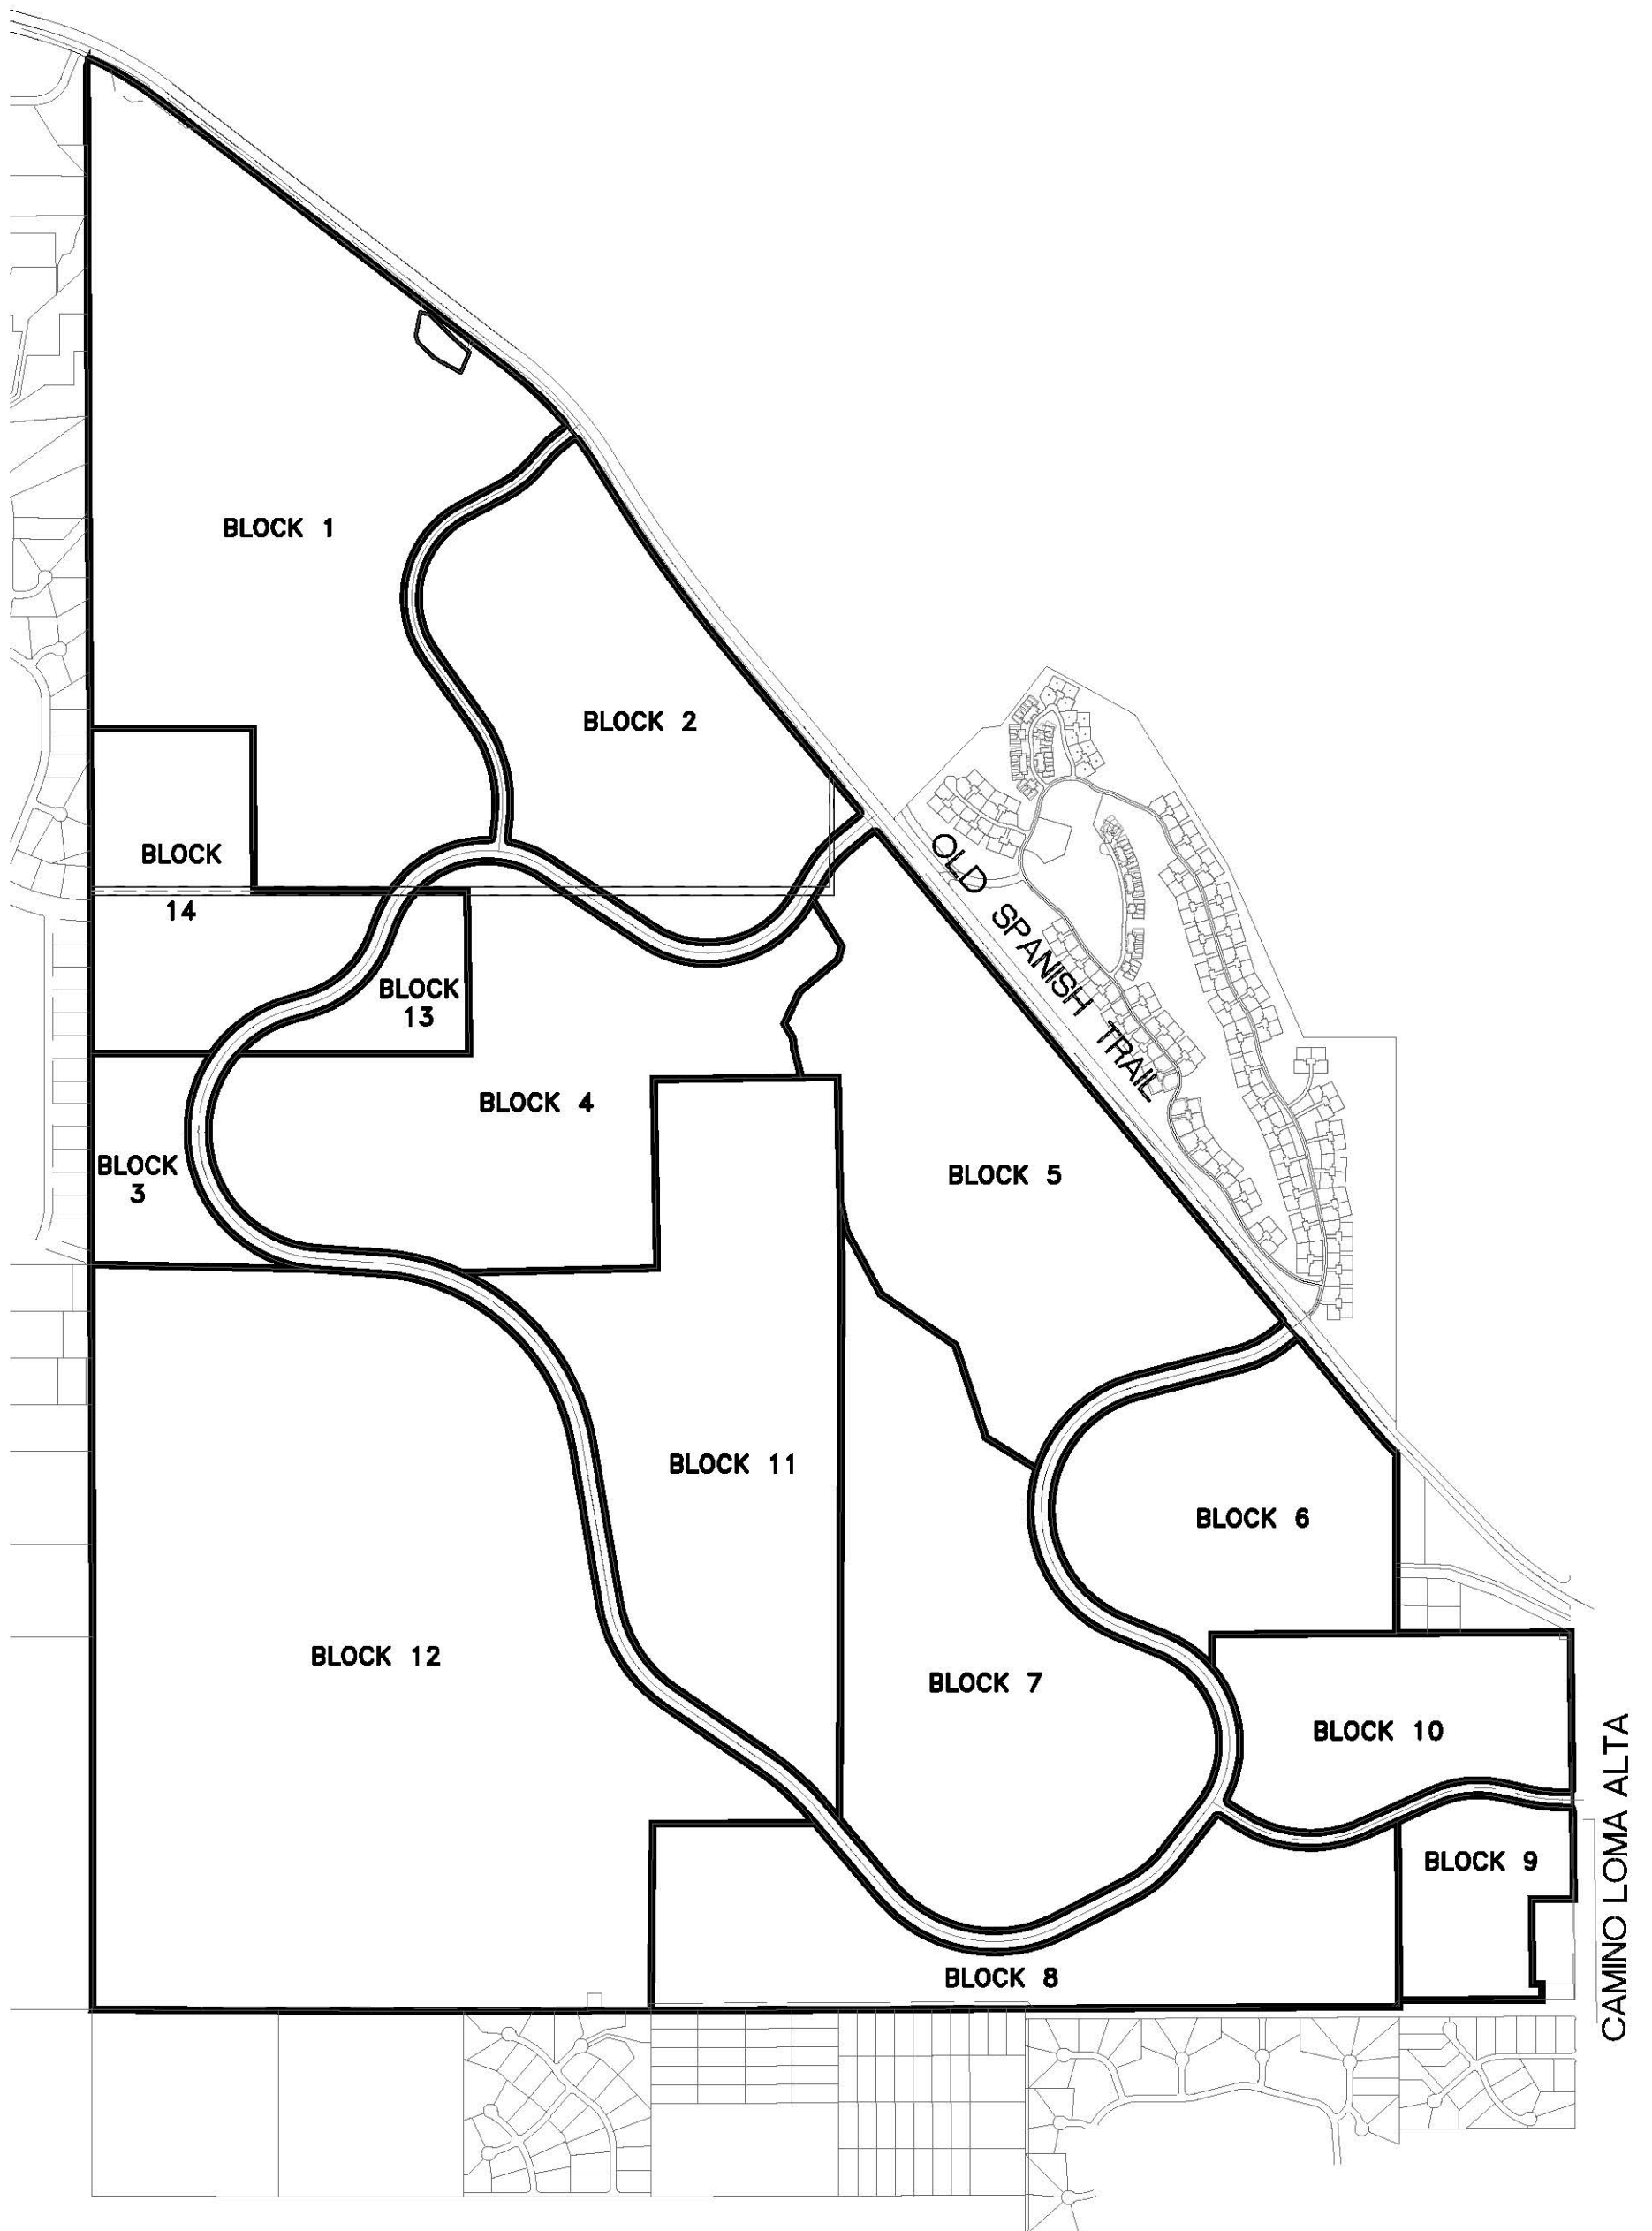 BLOCK 1
BLOCK 2
BLOCK
14
OLD SPANISH TRAIL
BLOCK
13
BLOCK 4
BLOCK
3
BLOCK 5
BLOCK 11
BLOCK 6
BLOCK 12
BLOCK 7
BLOCK 10
BLOCK 9
CAMINO LOMA ALTA
BLOCK 8